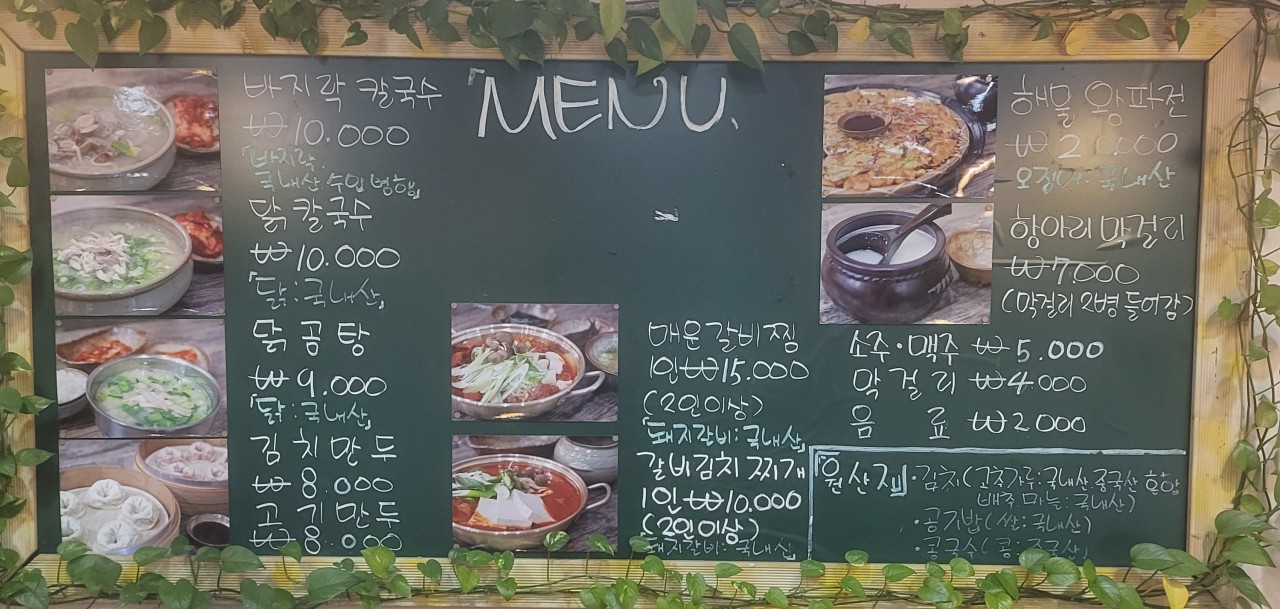 바지락 칼국수
₩10.000
「바지락:
국내산 수입 병행」
닭칼국수
₩10.000
「닭:국내산」
닭곰탕
₩9.000
「닭:국내산」
김치만두
₩8.000
고기만두
₩8.000
「MENU.
매운갈비찜
1인₩15.000
(2인이상)
「돼지갈비:국내산」
갈비김치찌개
1인₩10.000
(2인이상)
돼지갈비:국내산」
해물왕파전
₩2 0.000
오징어:국내산
항아리막걸리
₩7.000
(막걸리 2병 들어감)
소주·맥주 ₩5.000
막걸리 ₩4.000
음 료 ₩2000
「원산지」·김치(고추가루:국내산 중국산 혼합
배추 마늘:국내산)
·공기밥(쌀:국내산)
·콩국수(콩:중국산)